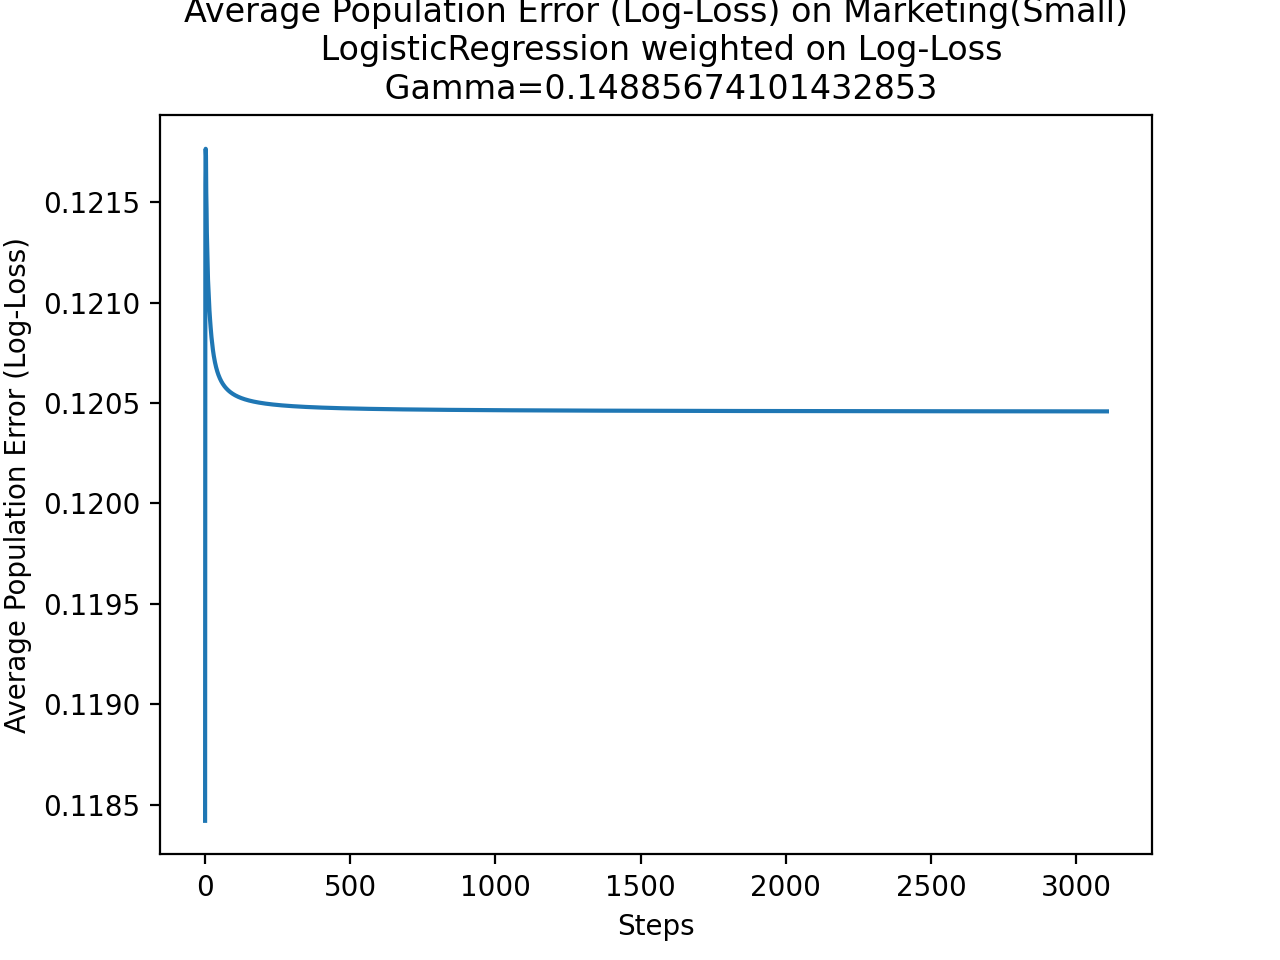 Average Population Error (Log-Loss) on Marketing(Small)
LogisticRegression weighted on Log-Loss
Gamma=0.14885674101432853
Average Population Error (Log-Loss)
0.1215
0.1210
0.1205
0.1200
0.1195
0.1190
0.1185
0 500 1000 1500 2000 2500 3000
Steps